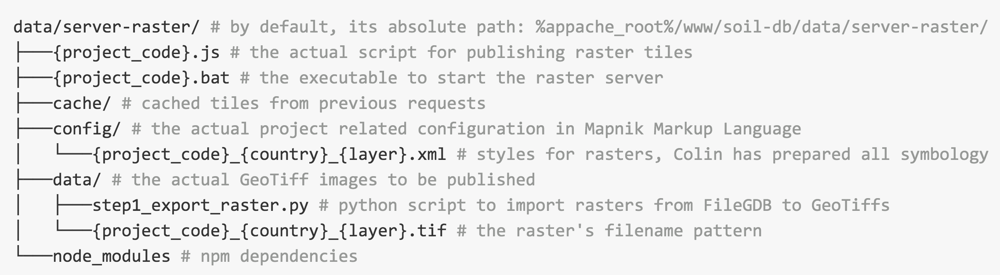 data/server-raster/ # by default, its absolute path: %appache_root%/www/soil-db/data/server-raster/
├───{project_code}.js # the actual script for publishing raster tiles
├───{project_code}.bat # the executable to start the raster server
├───cache/ # cached tiles from previous requests
├───config/ # the actual project related configuration in Mapnik Markup Language
│   └───{project_code}_{country}_{layer}.xml # styles for rasters, Colin has prepared all symbology
├───data/ # the actual GeoTiff images to be published
│   ├───step1_export_raster.py # python script to import rasters from FileGDB to GeoTiffs
│   └───{project_code}_{country}_{layer}.tif # the raster's filename pattern
└───node_modules # npm dependencies